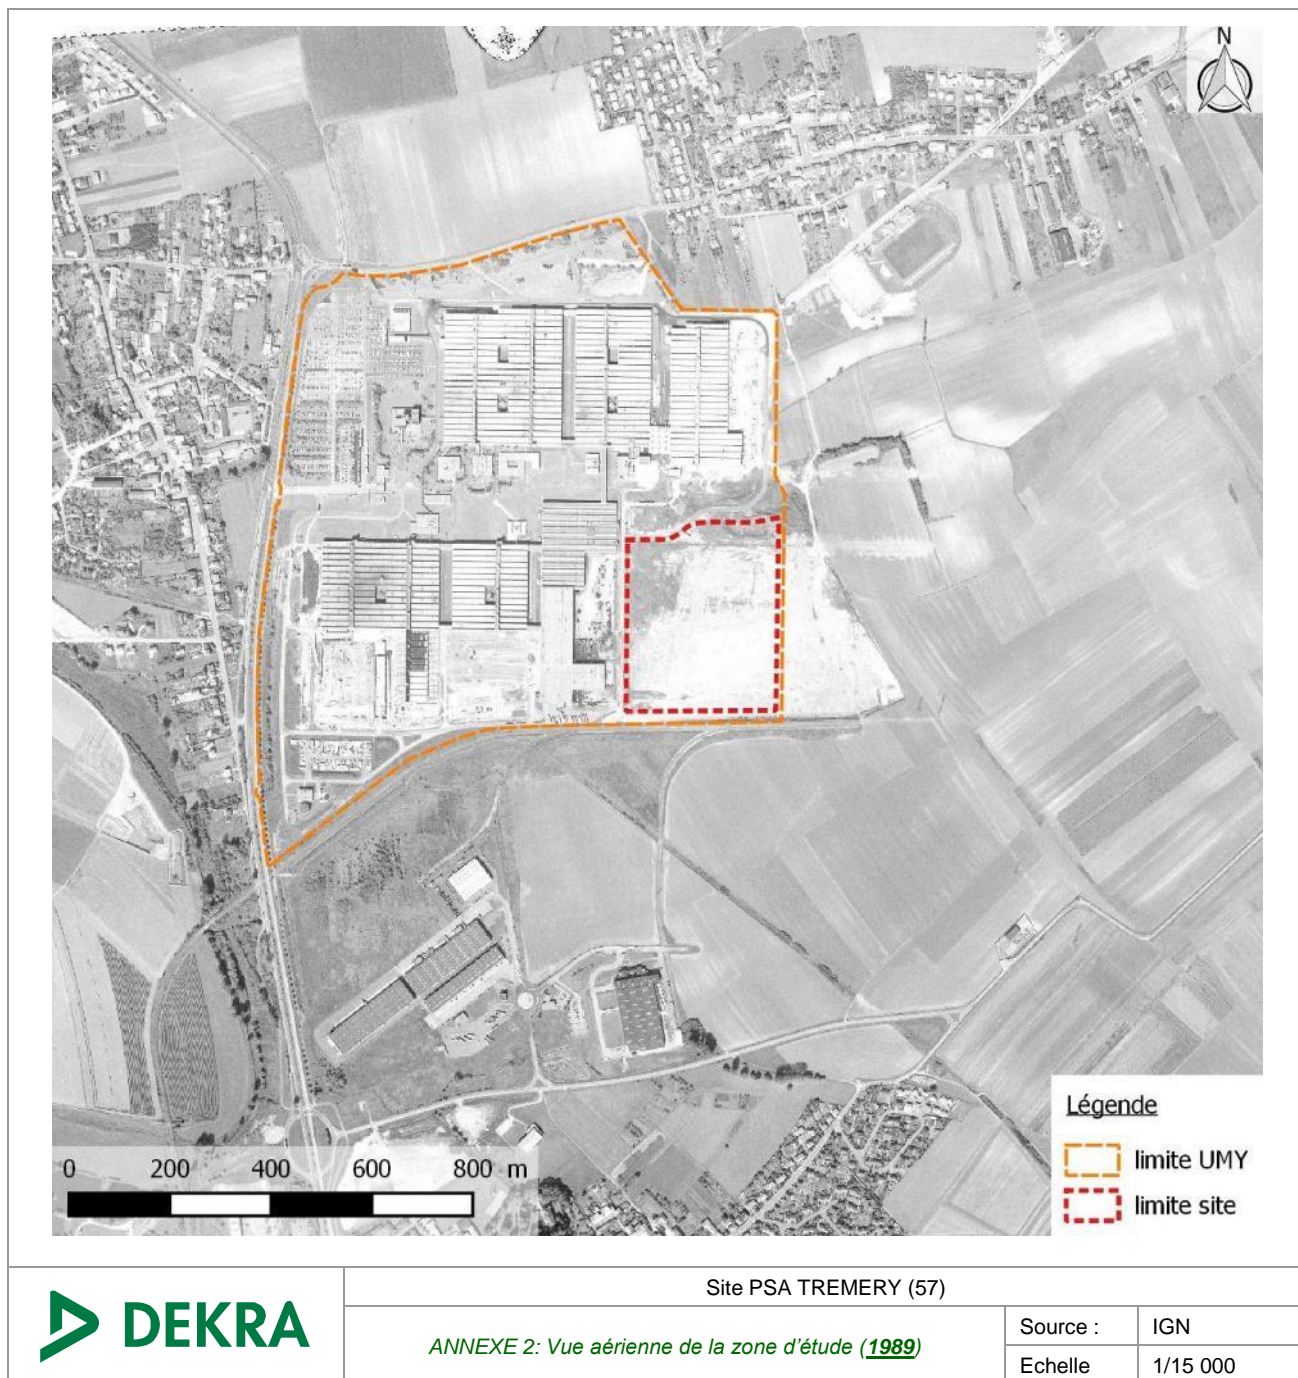 N
Légende
limite UMY
limite site
0 200 400 600 800 m
DEKRA
Site PSA TREMERY (57)
ANNEXE 2: Vue aérienne de la zone d'étude (1989)
Source : IGN
Echelle 1/15 000